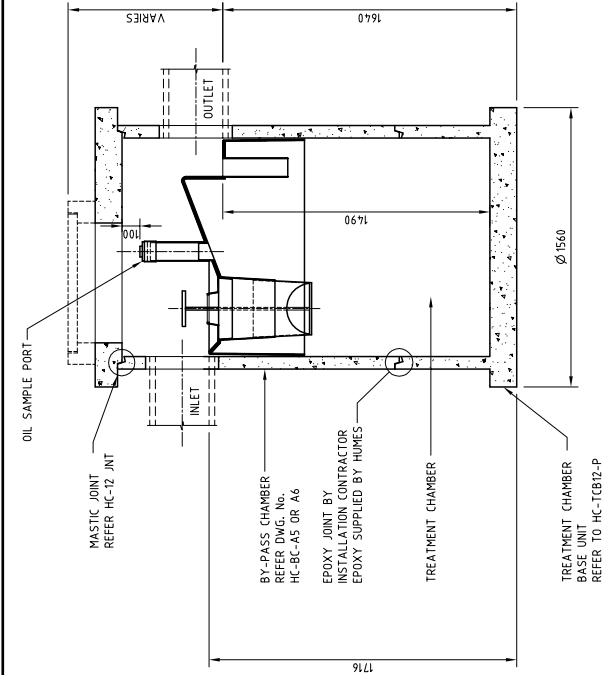 VARIES
1640
OUTLET
100
1490
Ø1560
OIL SAMPLE PORT
INLET
MASTIC JOINT
REFER HC-12 JNT
BY-PASS CHAMBER
REFER DWG. No.
HC-BC-A5 OR A6
EPOXY JOINT BY
INSTALLATION CONTRACTOR
EPOXY SUPPLIED BY HUMES
TREATMENT CHAMBER
TREATMENT CHAMBER
BASE UNIT
REFER TO HC-TCB12-P
1716